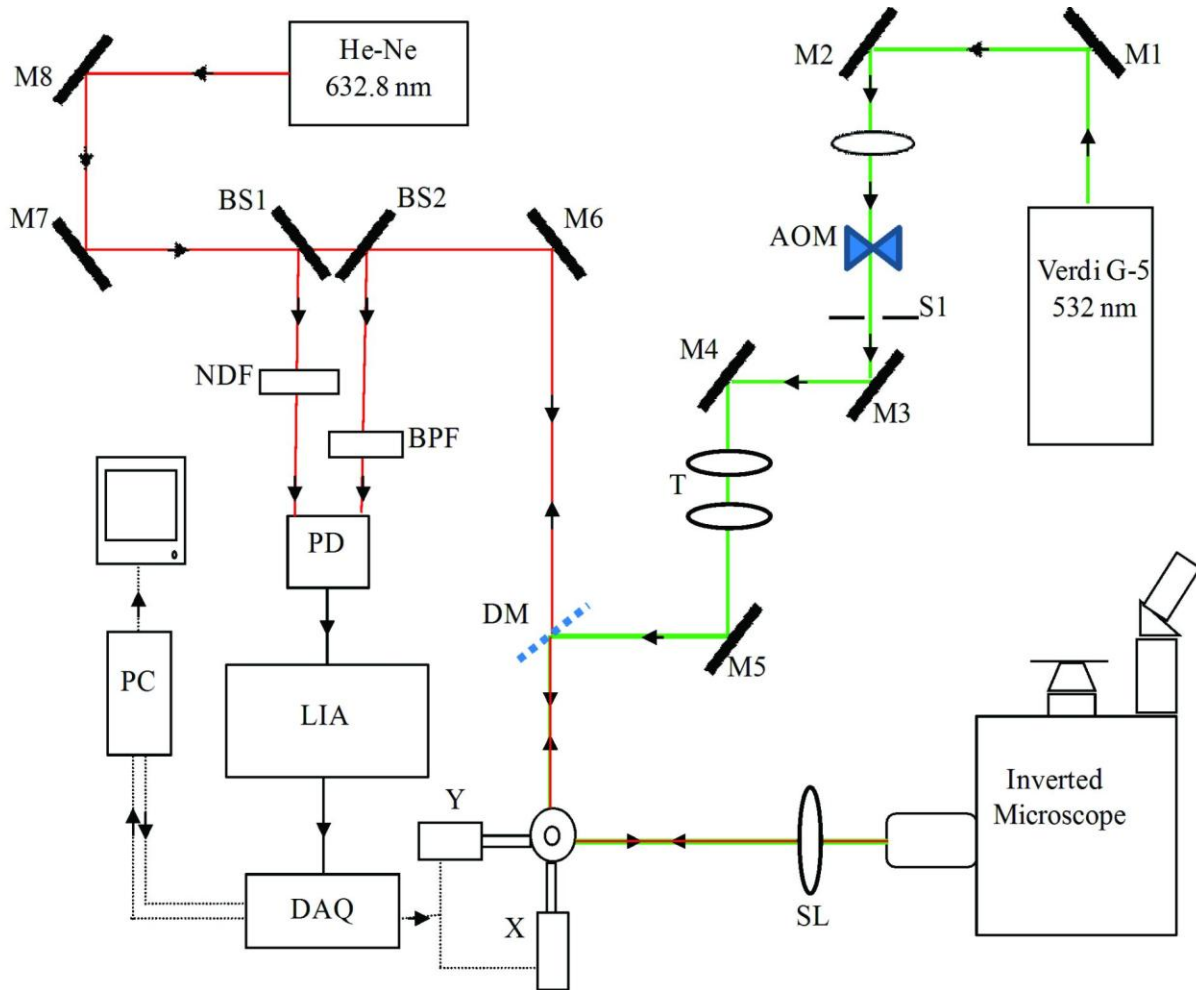 He-Ne
632.8 nm
M8
M2
M1
M7
BS1
BS2
M6
AOM
S1
Verdi G-5
532 nm
M4
M3
NDF
BPF
T
PD
DM
M5
PC
LIA
Inverted
Microscope
Y
DAQ
X
SL